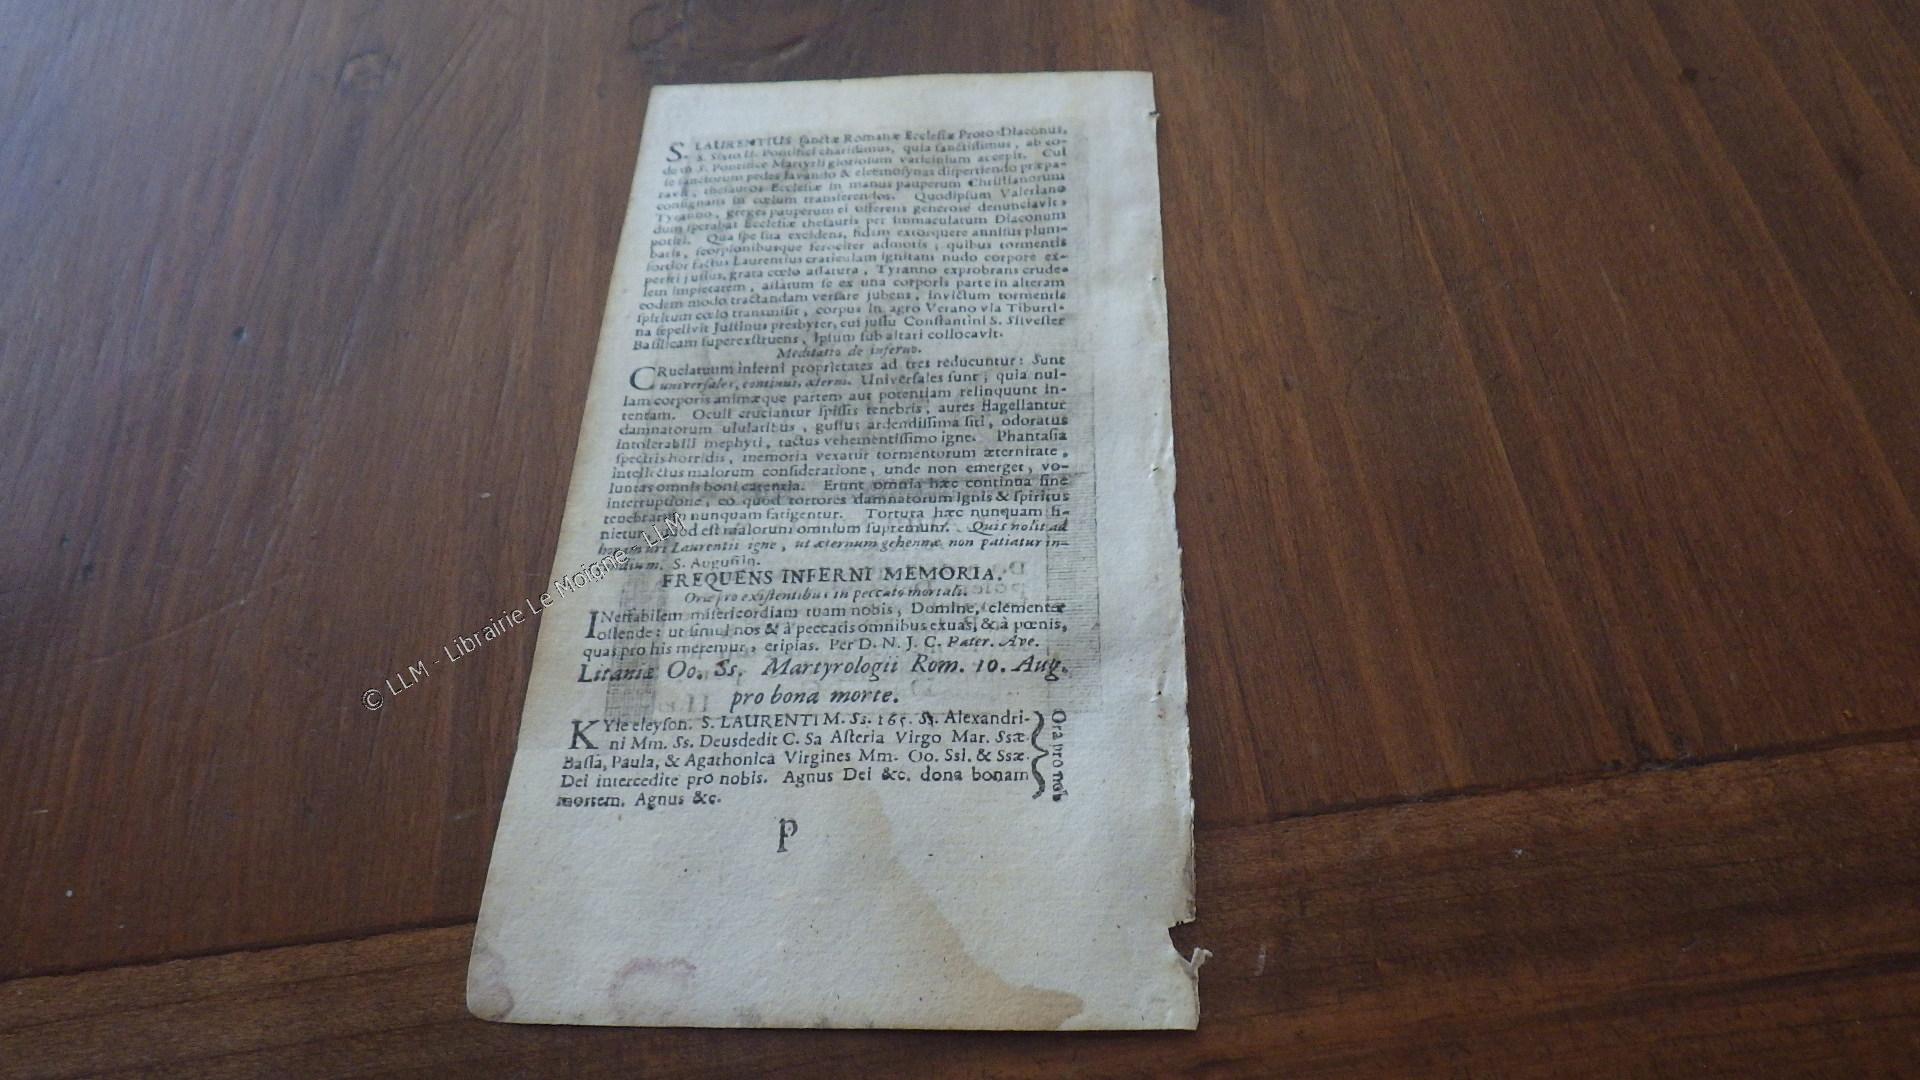 S. LAURENTIUS sanctæ Romanæ Ecclesiæ Proto-Diaconus,
S. Sixto II. Pontifici charissimus, quia sanctissimus, ab eo-
dem S. Pontifice Martyrii gloriosum vaticinium accepit. Cui
se sanctorum pedes lavando & eleemosynas dispertiendo præpa-
ravit, thesauros Ecclesiæ in manus pauperum Christianorum
consignans in cœlum transferendos. Quodipsum Valeriano
Tyranno, greges pauperum ei offerens generosè denunciavit,
dum sperabat Ecclesiæ thesauris per immaculatum Diaconum
potiri. Qua spe sua excidens, fidem extorquere annisus plum-
batis, scorpionibusque ferociter admotis; quibus tormentis
fortior factus Laurentius craticulam ignitam nudo corpore ex-
periri jussus, grata cœlo assatura, Tyranno exprobrans crude-
lem impietatem, assatum se ex una corporis parte in alteram
eodem modo tractandam versare jubens, invictum tormentis
spiritum cœlo transmisit, corpus in agro Verano via Tiburti-
na sepelivit Justinus presbyter, cui jussu Constantini S. Silvester
Basilicam superexstruens, ipsum sub altari collocavit.
Meditatio de inferno.
CRuciatuum inferni proprietates ad tres reducuntur: Sunt
universales, continui, æterni. Universales sunt; quia nul-
lam corporis animæque partem aut potentiam relinquunt in-
tentam. Oculi cruciantur spissis tenebris, aures flagellantur
damnatorum ululatibus, gustus ardendissima siti, odoratus
intolerabili mephyti, tactus vehementissimo igne. Phantasia
spectris horridis, memoria vexatur tormentorum æternitate,
intellectus malorum consideratione, unde non emerget, vo-
luntas omnis boni carentia. Erunt omnia hæc continua sine
interruptione, eo quod tortores damnatorum ignis & spiritus
tenebrarum nunquam fatigentur. Tortura hæc nunquam fi-
nietur, quod est malorum omnium supremum. Quis nolit ad
horam uri Laurentii igne, ut æternum gehennæ non patiatur in-
cendium. S. Augustin.
FREQUENS INFERNI MEMORIA.
Ora pro existentibus in peccato mortali.
INeffabilem misericordiam tuam nobis, Domine, clementer
ostende: ut simul nos & à peccatis omnibus exuas, & à pœnis,
quas pro his meremur, eripias. Per D. N. J. C. Pater. Ave.
Litaniæ Oo. Ss. Martyrologii Rom. 10. Aug.
pro bona morte.
KYie eleyson. S. LAURENTI M. Ss. 165. Ss. Alexandri-
ni Mm. Ss. Deusdedit C. Sa Asteria Virgo Mar. Ssæ
Bassa, Paula, & Agathonica Virgines Mm. Oo. Ssi. & Ssæ
Dei intercedite pro nobis. Agnus Dei &c. dona bonam
mortem. Agnus &c.
Ora pro nob
P
© LLM - Librairie Le Moigne - LLM